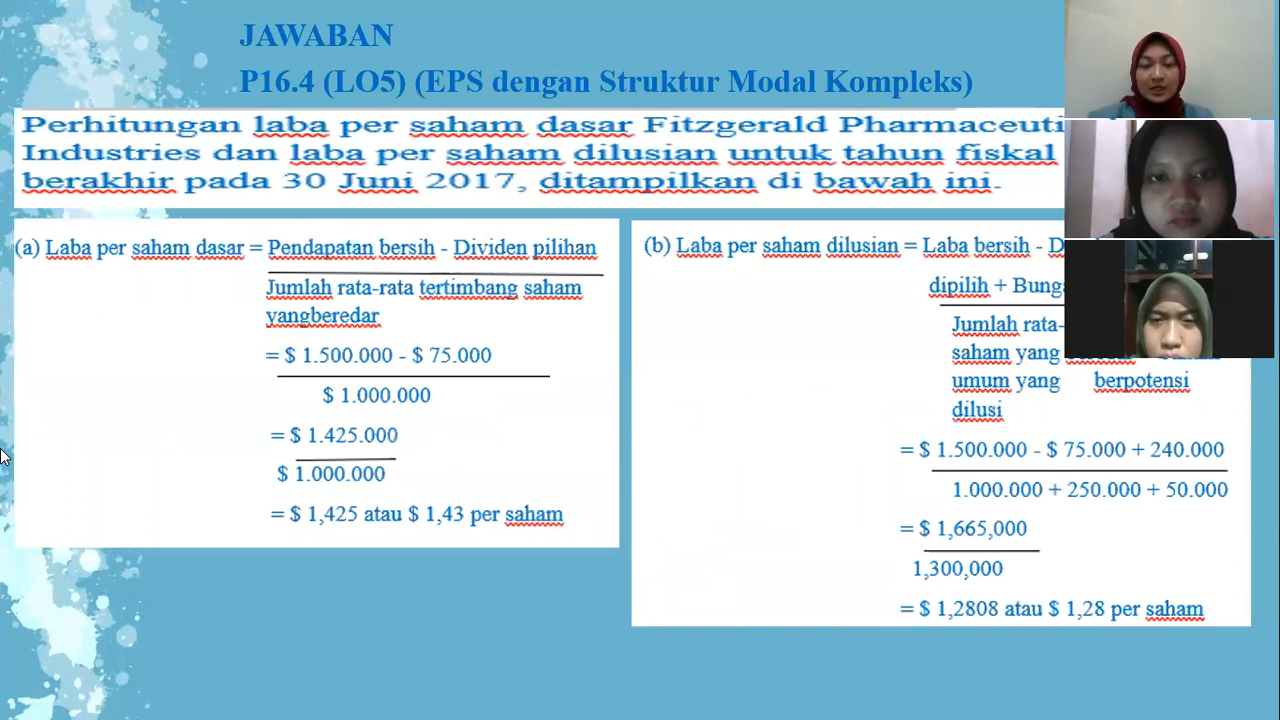 JAWABAN
P16.4 (LO5) (EPS dengan Struktur Modal Kompleks)
Perhitungan laba per saham dasar Fitzgerald
Industries dan laba per saham dilusian untuk tahun fiskal
berakhir pada 30 Juni 2017, ditampilkan di bawah ini.
(a) Laba per saham dasar = Pendapatan bersih - Dividen pilihan
Jumlah rata-rata tertimbang saham
yangberedar
= $ 1.500.000 - $ 75.000
$ 1.000.000
= $ 1.425.000
$ 1.000.000
= $ 1,425 atau $ 1,43 per saham
(b) Laba per saham dilusian = Laba bersih -
dipilih +
Jumlah
saham yang
umum yang berpotensi
dilusi
= $ 1.500.000 - $ 75.000 + 240.000
1.000.000 + 250.000 + 50.000
= $ 1,665,000
1,300,000
= $ 1,2808 atau $ 1,28 per saham